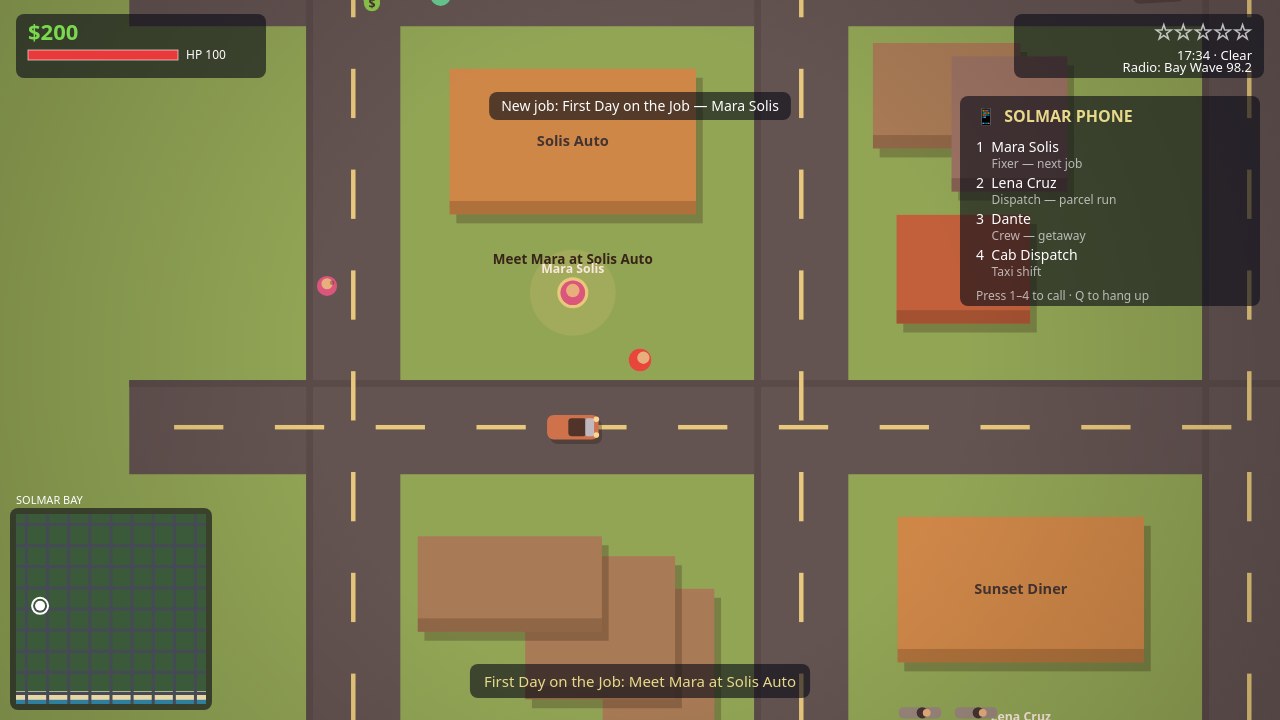 $200
HP 100
☆☆☆☆☆
17:34 · Clear
Radio: Bay Wave 98.2
New job: First Day on the Job — Mara Solis
Solis Auto
📱 SOLMAR PHONE
1 Mara Solis
Fixer — next job
2 Lena Cruz
Dispatch — parcel run
3 Dante
Crew — getaway
4 Cab Dispatch
Taxi shift
Press 1–4 to call · Q to hang up
Meet Mara at Solis Auto
Mara Solis
SOLMAR BAY
Sunset Diner
First Day on the Job: Meet Mara at Solis Auto
Lena Cruz
$